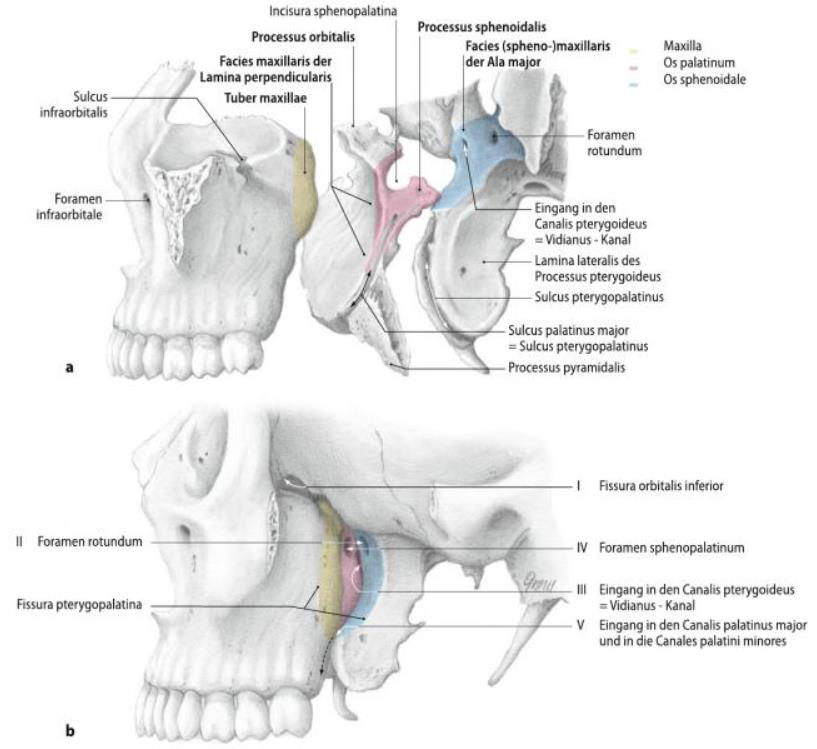 Incisura sphenopalatina
Processus orbitalis
Processus sphenoidalis
Facies maxillaris der
Lamina perpendicularis
Facies (spheno-)maxillaris
der Ala major
Maxilla
Os palatinum
Os sphenoidale
Tuber maxillae
Sulcus
infraorbitalis
Foramen
rotundum
Foramen
infraorbitale
Eingang in den
Canalis pterygoideus
= Vidianus - Kanal
Lamina lateralis des
Processus pterygoideus
Sulcus pterygopalatinus
Sulcus palatinus major
= Sulcus pterygopalatinus
Processus pyramidalis
a
I Fissura orbitalis inferior
II Foramen rotundum
IV Foramen sphenopalatinum
III Eingang in den Canalis pterygoideus
= Vidianus - Kanal
Fissura pterygopalatina
V Eingang in den Canalis palatinus major
und in die Canales palatini minores
b